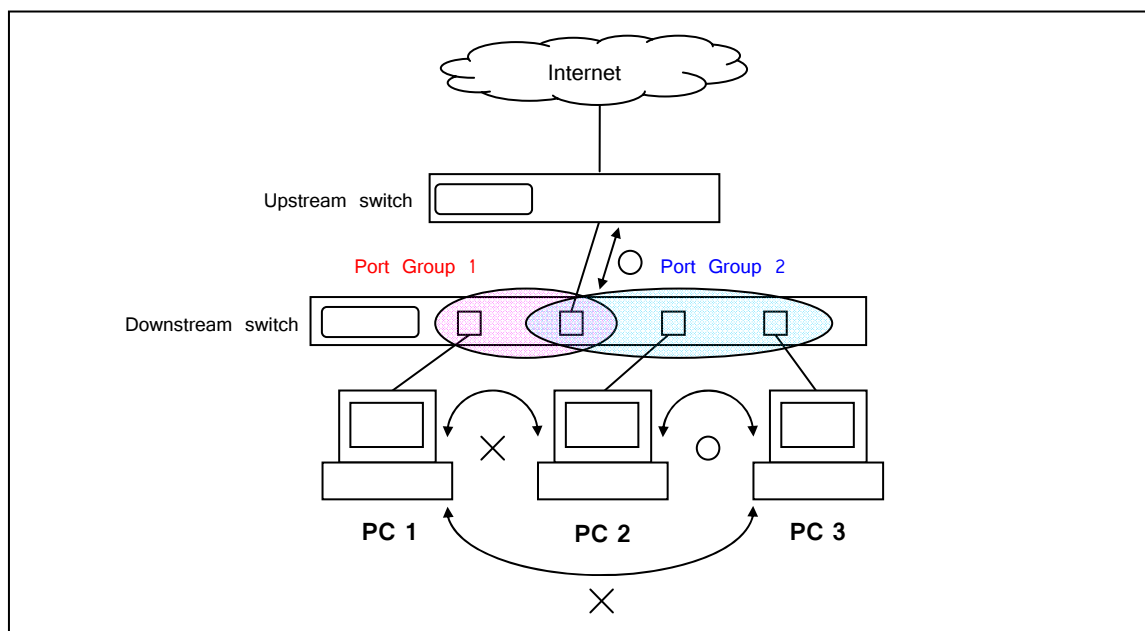 Internet
Upstream switch
Port Group 1
Port Group 2
Downstream switch
PC 1
PC 2
PC 3